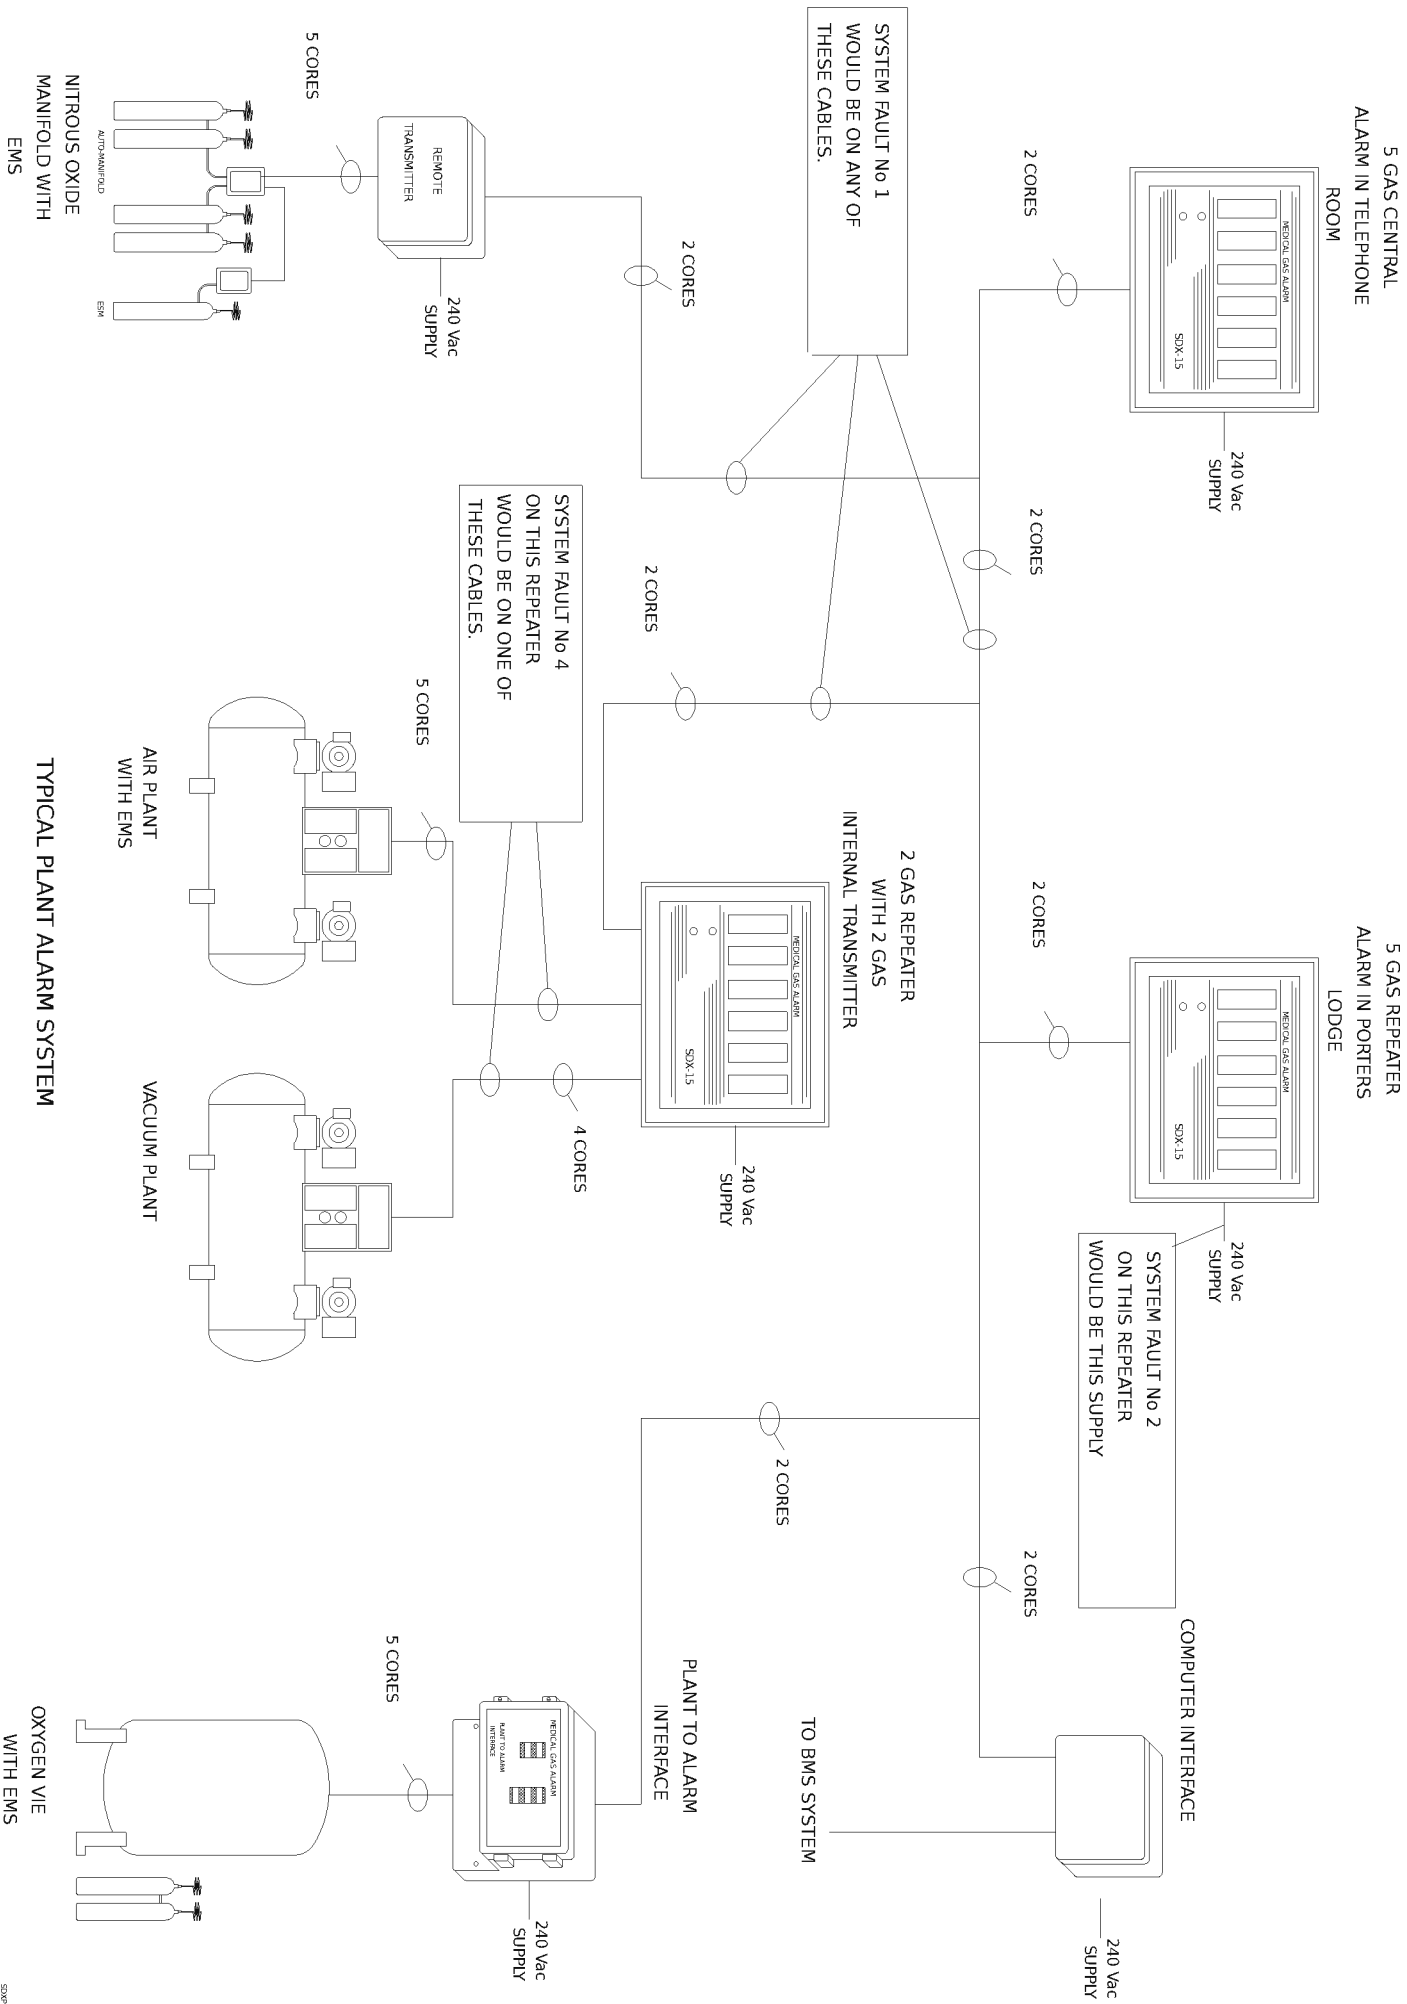 5 GAS CENTRAL
ALARM IN TELEPHONE
ROOM
MEDICAL GAS ALARM
SDX-15
240 Vac
SUPPLY
2 CORES
5 GAS REPEATER
ALARM IN PORTERS
LODGE
MEDICAL GAS ALARM
SDX-15
240 Vac
SUPPLY
2 CORES
SYSTEM FAULT No 2
ON THIS REPEATER
WOULD BE THIS SUPPLY
COMPUTER INTERFACE
240 Vac
SUPPLY
2 CORES
2 CORES
TO BMS SYSTEM
SYSTEM FAULT No 1
WOULD BE ON ANY OF
THESE CABLES.
2 GAS REPEATER
WITH 2 GAS
INTERNAL TRANSMITTER
MEDICAL GAS ALARM
SDX-15
240 Vac
SUPPLY
2 CORES
2 CORES
2 CORES
PLANT TO ALARM
INTERFACE
MEDICAL GAS ALARM
PLANT TO ALARM
INTERFACE
240 Vac
SUPPLY
SYSTEM FAULT No 4
ON THIS REPEATER
WOULD BE ON ONE OF
THESE CABLES.
4 CORES
REMOTE
TRANSMITTER
240 Vac
SUPPLY
5 CORES
5 CORES
5 CORES
AUTO-MANIFOLD
ESM
NITROUS OXIDE
MANIFOLD WITH
EMS
AIR PLANT
WITH EMS
VACUUM PLANT
OXYGEN VIE
WITH EMS
TYPICAL PLANT ALARM SYSTEM
SDXP